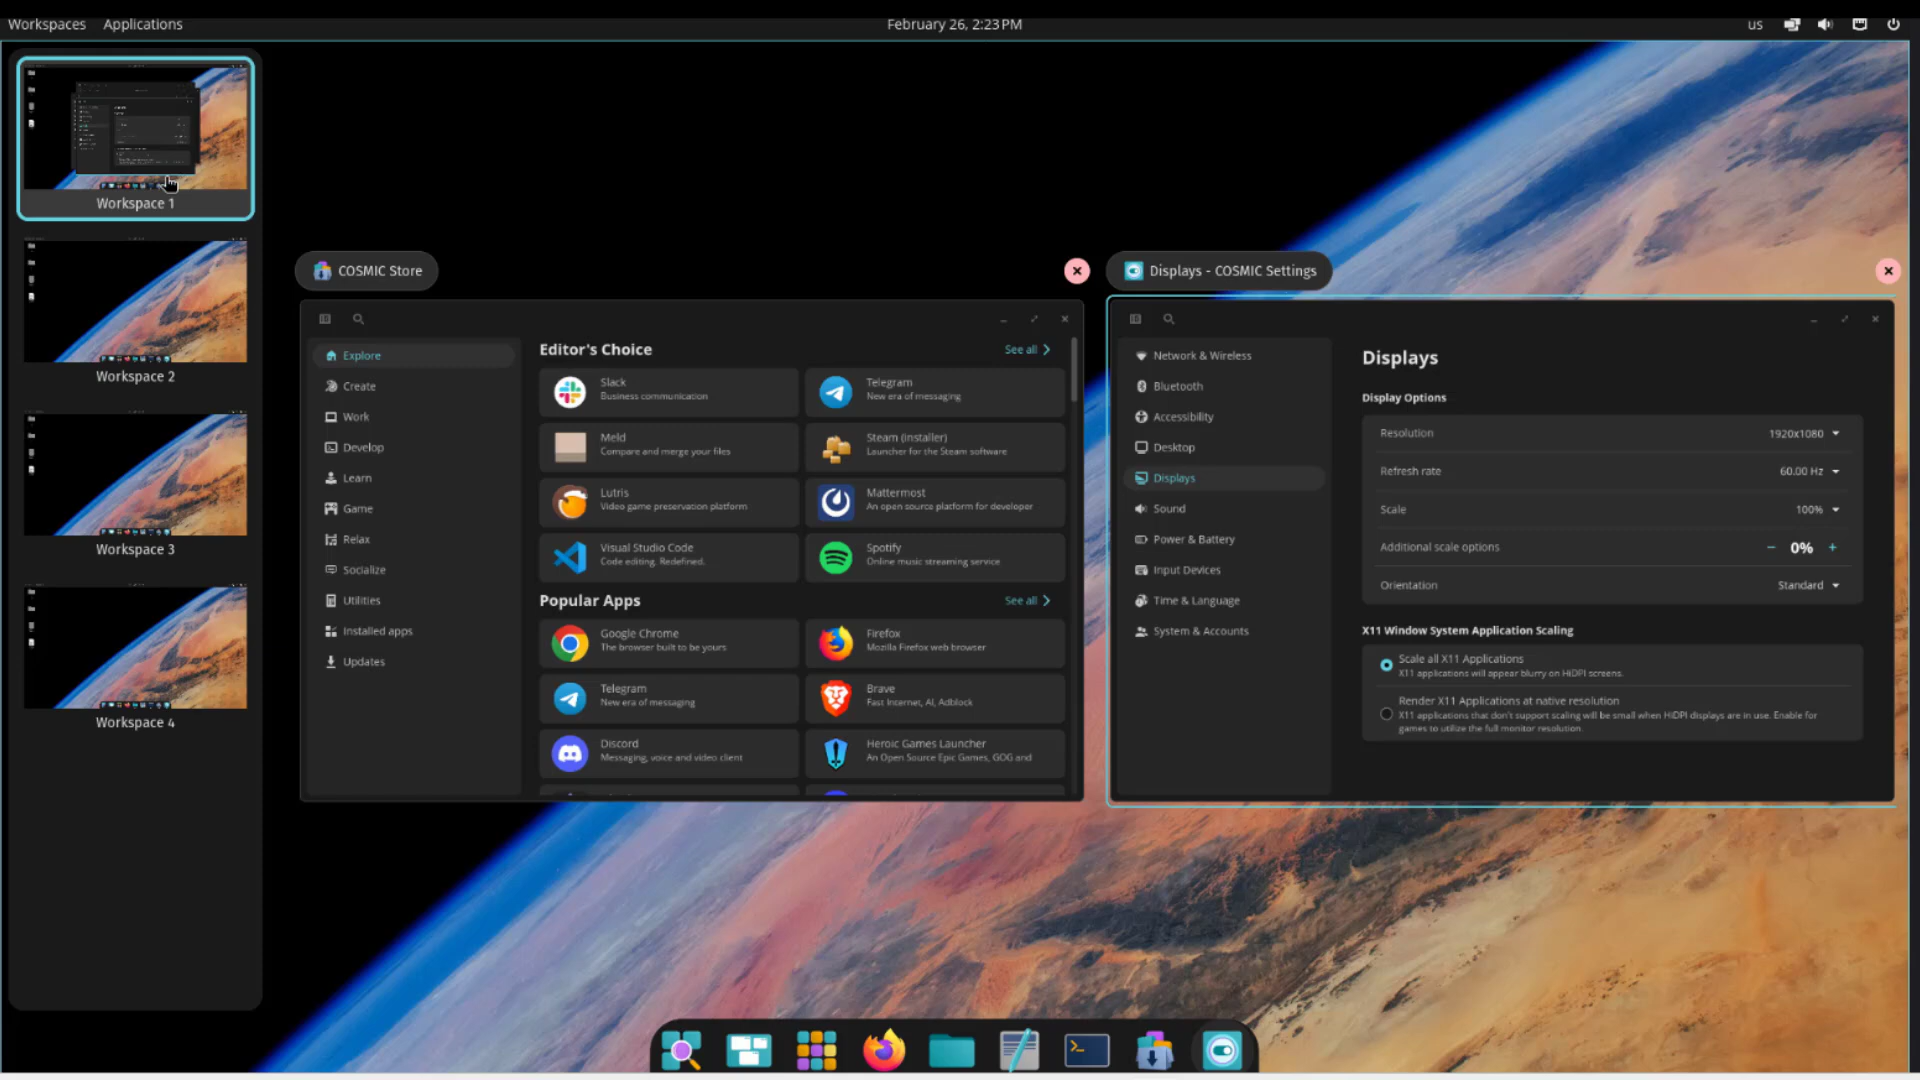 Workspaces Applications February 26, 2:23 PM us
Workspace 1
Workspace 2
Workspace 3
Workspace 4
COSMIC Store
Explore
Create
Work
Develop
Learn
Game
Relax
Socialize
Utilities
Installed apps
Updates
Editor's Choice See all
Slack
Business communication
Telegram
New era of messaging
Meld
Compare and merge your files
Steam (installer)
Launcher for the Steam software
Lutris
Video game preservation platform
Mattermost
An open source platform for developer
Visual Studio Code
Code editing. Redefined.
Spotify
Online music streaming service
Popular Apps See all
Google Chrome
The browser built to be yours
Firefox
Mozilla Firefox web browser
Telegram
New era of messaging
Brave
Fast Internet, AI, Adblock
Discord
Messaging, voice and video client
Heroic Games Launcher
An Open Source Epic Games, GOG and
Displays - COSMIC Settings
Network & Wireless
Bluetooth
Accessibility
Desktop
Displays
Sound
Power & Battery
Input Devices
Time & Language
System & Accounts
Displays
Display Options
Resolution 1920x1080
Refresh rate 60.00 Hz
Scale 100%
Additional scale options − 0% +
Orientation Standard
X11 Window System Application Scaling
Scale all X11 Applications
X11 applications will appear blurry on HiDPI screens.
Render X11 Applications at native resolution
X11 applications that don't support scaling will be small when HiDPI displays are in use. Enable for
games to utilize the full monitor resolution.